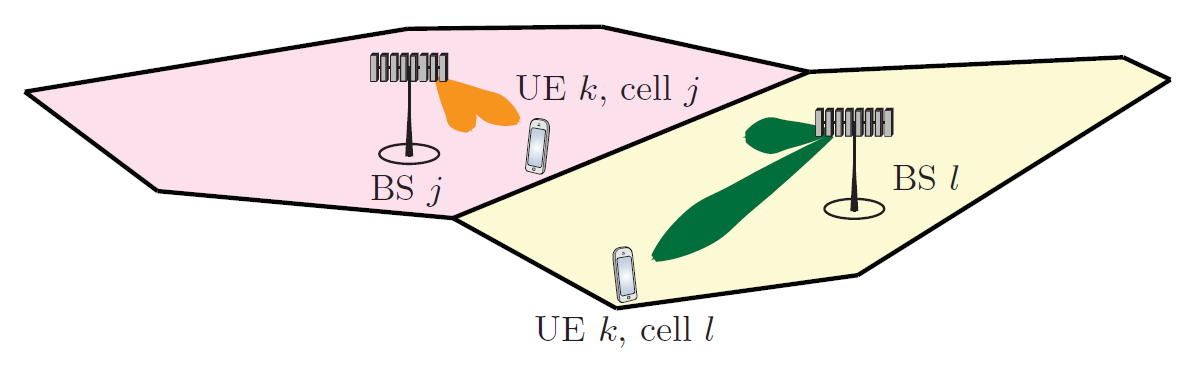 UE k, cell j
BS j
BS l
UE k, cell l